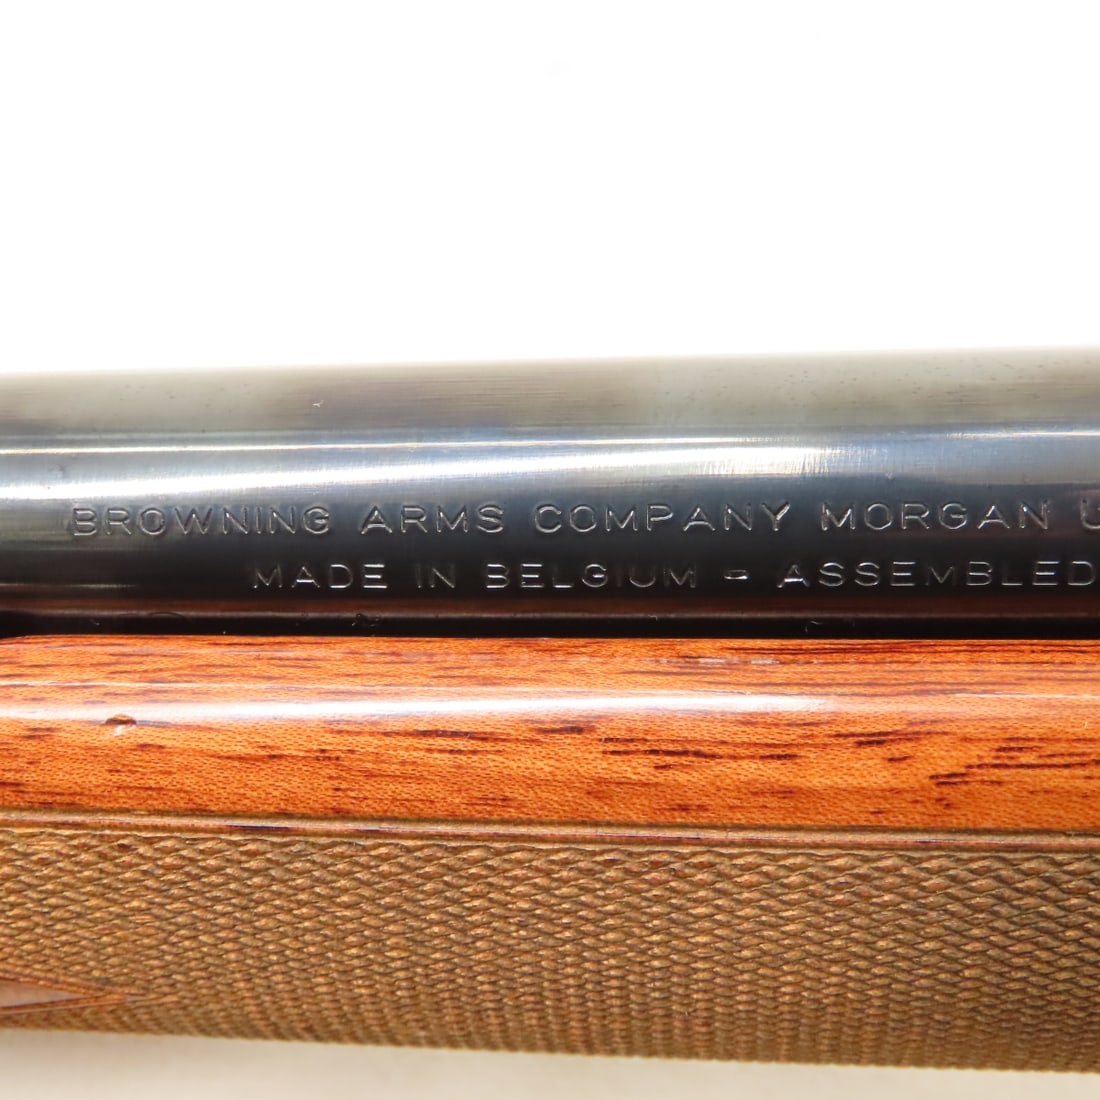 BROWNING ARMS COMPANY MORGAN U
MADE IN BELGIUM - ASSEMBLED